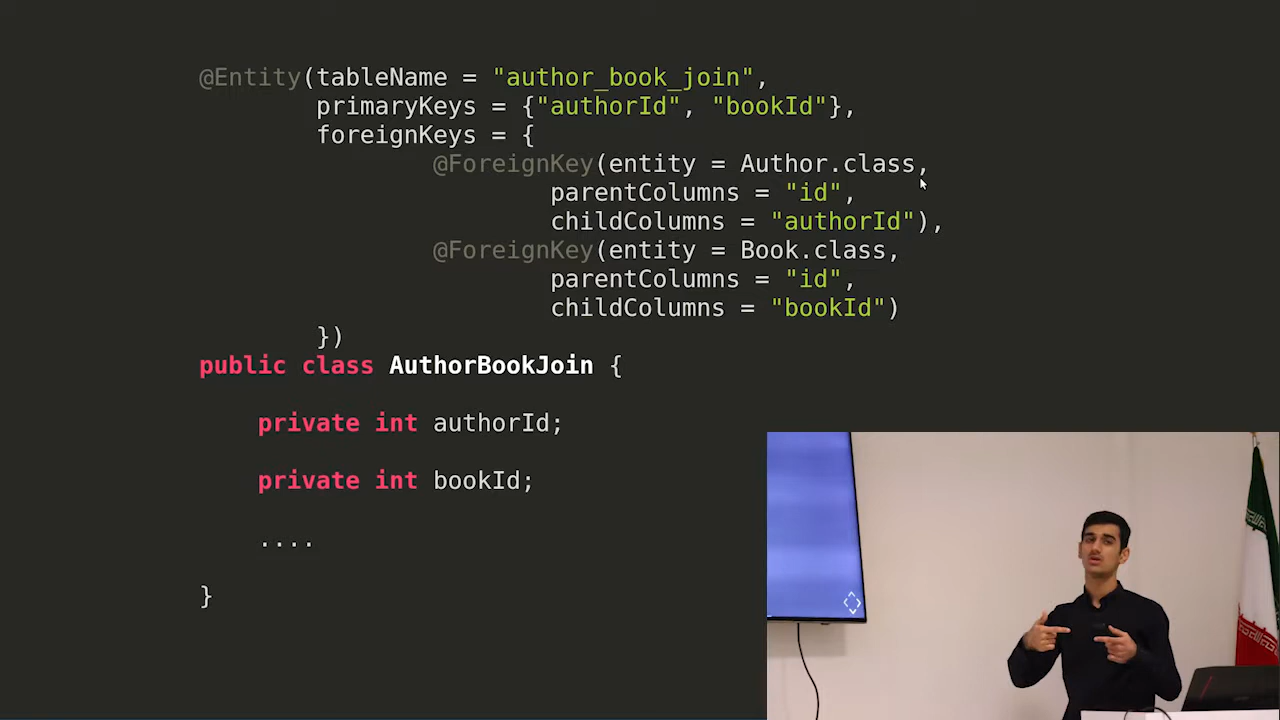 @Entity(tableName = "author_book_join",
primaryKeys = {"authorId", "bookId"},
foreignKeys = {
@ForeignKey(entity = Author.class,
parentColumns = "id",
childColumns = "authorId"),
@ForeignKey(entity = Book.class,
parentColumns = "id",
childColumns = "bookId")
})
public class AuthorBookJoin {
private int authorId;
private int bookId;
....
}